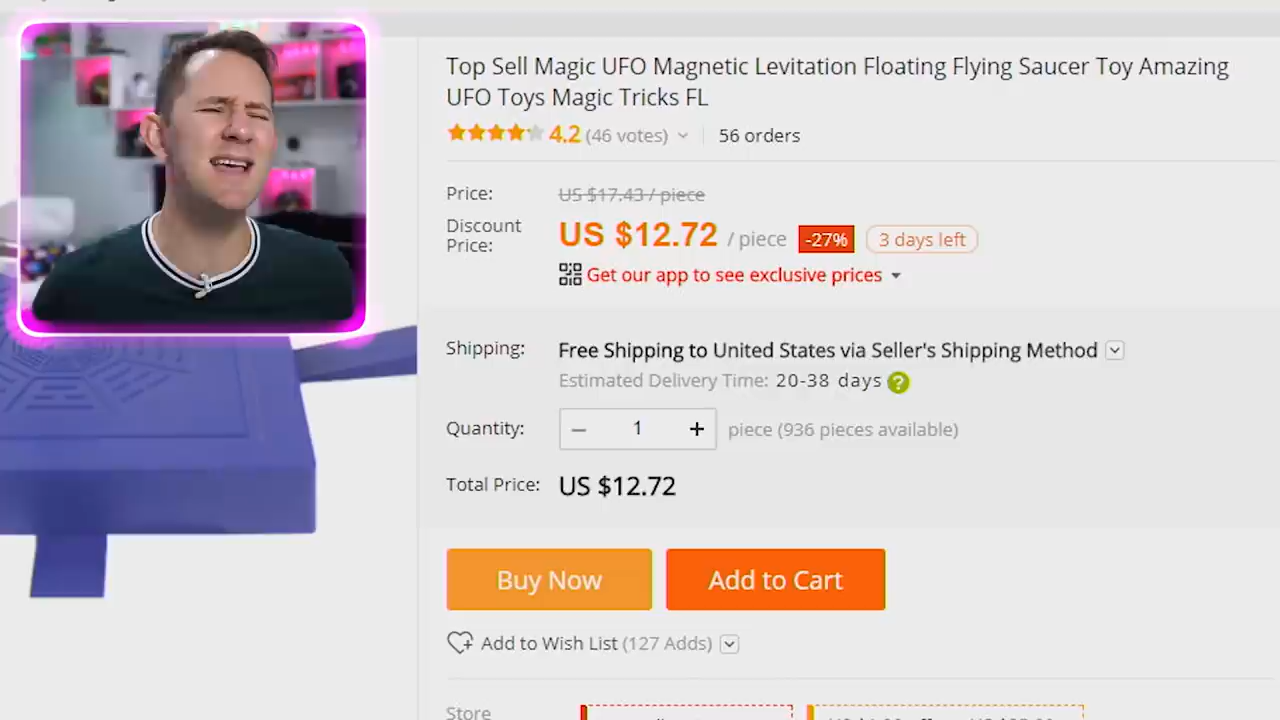 Top Sell Magic UFO Magnetic Levitation Floating Flying Saucer Toy Amazing
UFO Toys Magic Tricks FL
4.2 (46 votes) 56 orders
Price: US $17.43 / piece
Discount Price: US $12.72 / piece -27% 3 days left
Get our app to see exclusive prices
Shipping: Free Shipping to United States via Seller's Shipping Method
Estimated Delivery Time: 20-38 days ?
Quantity: − 1 + piece (936 pieces available)
Total Price: US $12.72
Buy Now Add to Cart
Add to Wish List (127 Adds)
Store